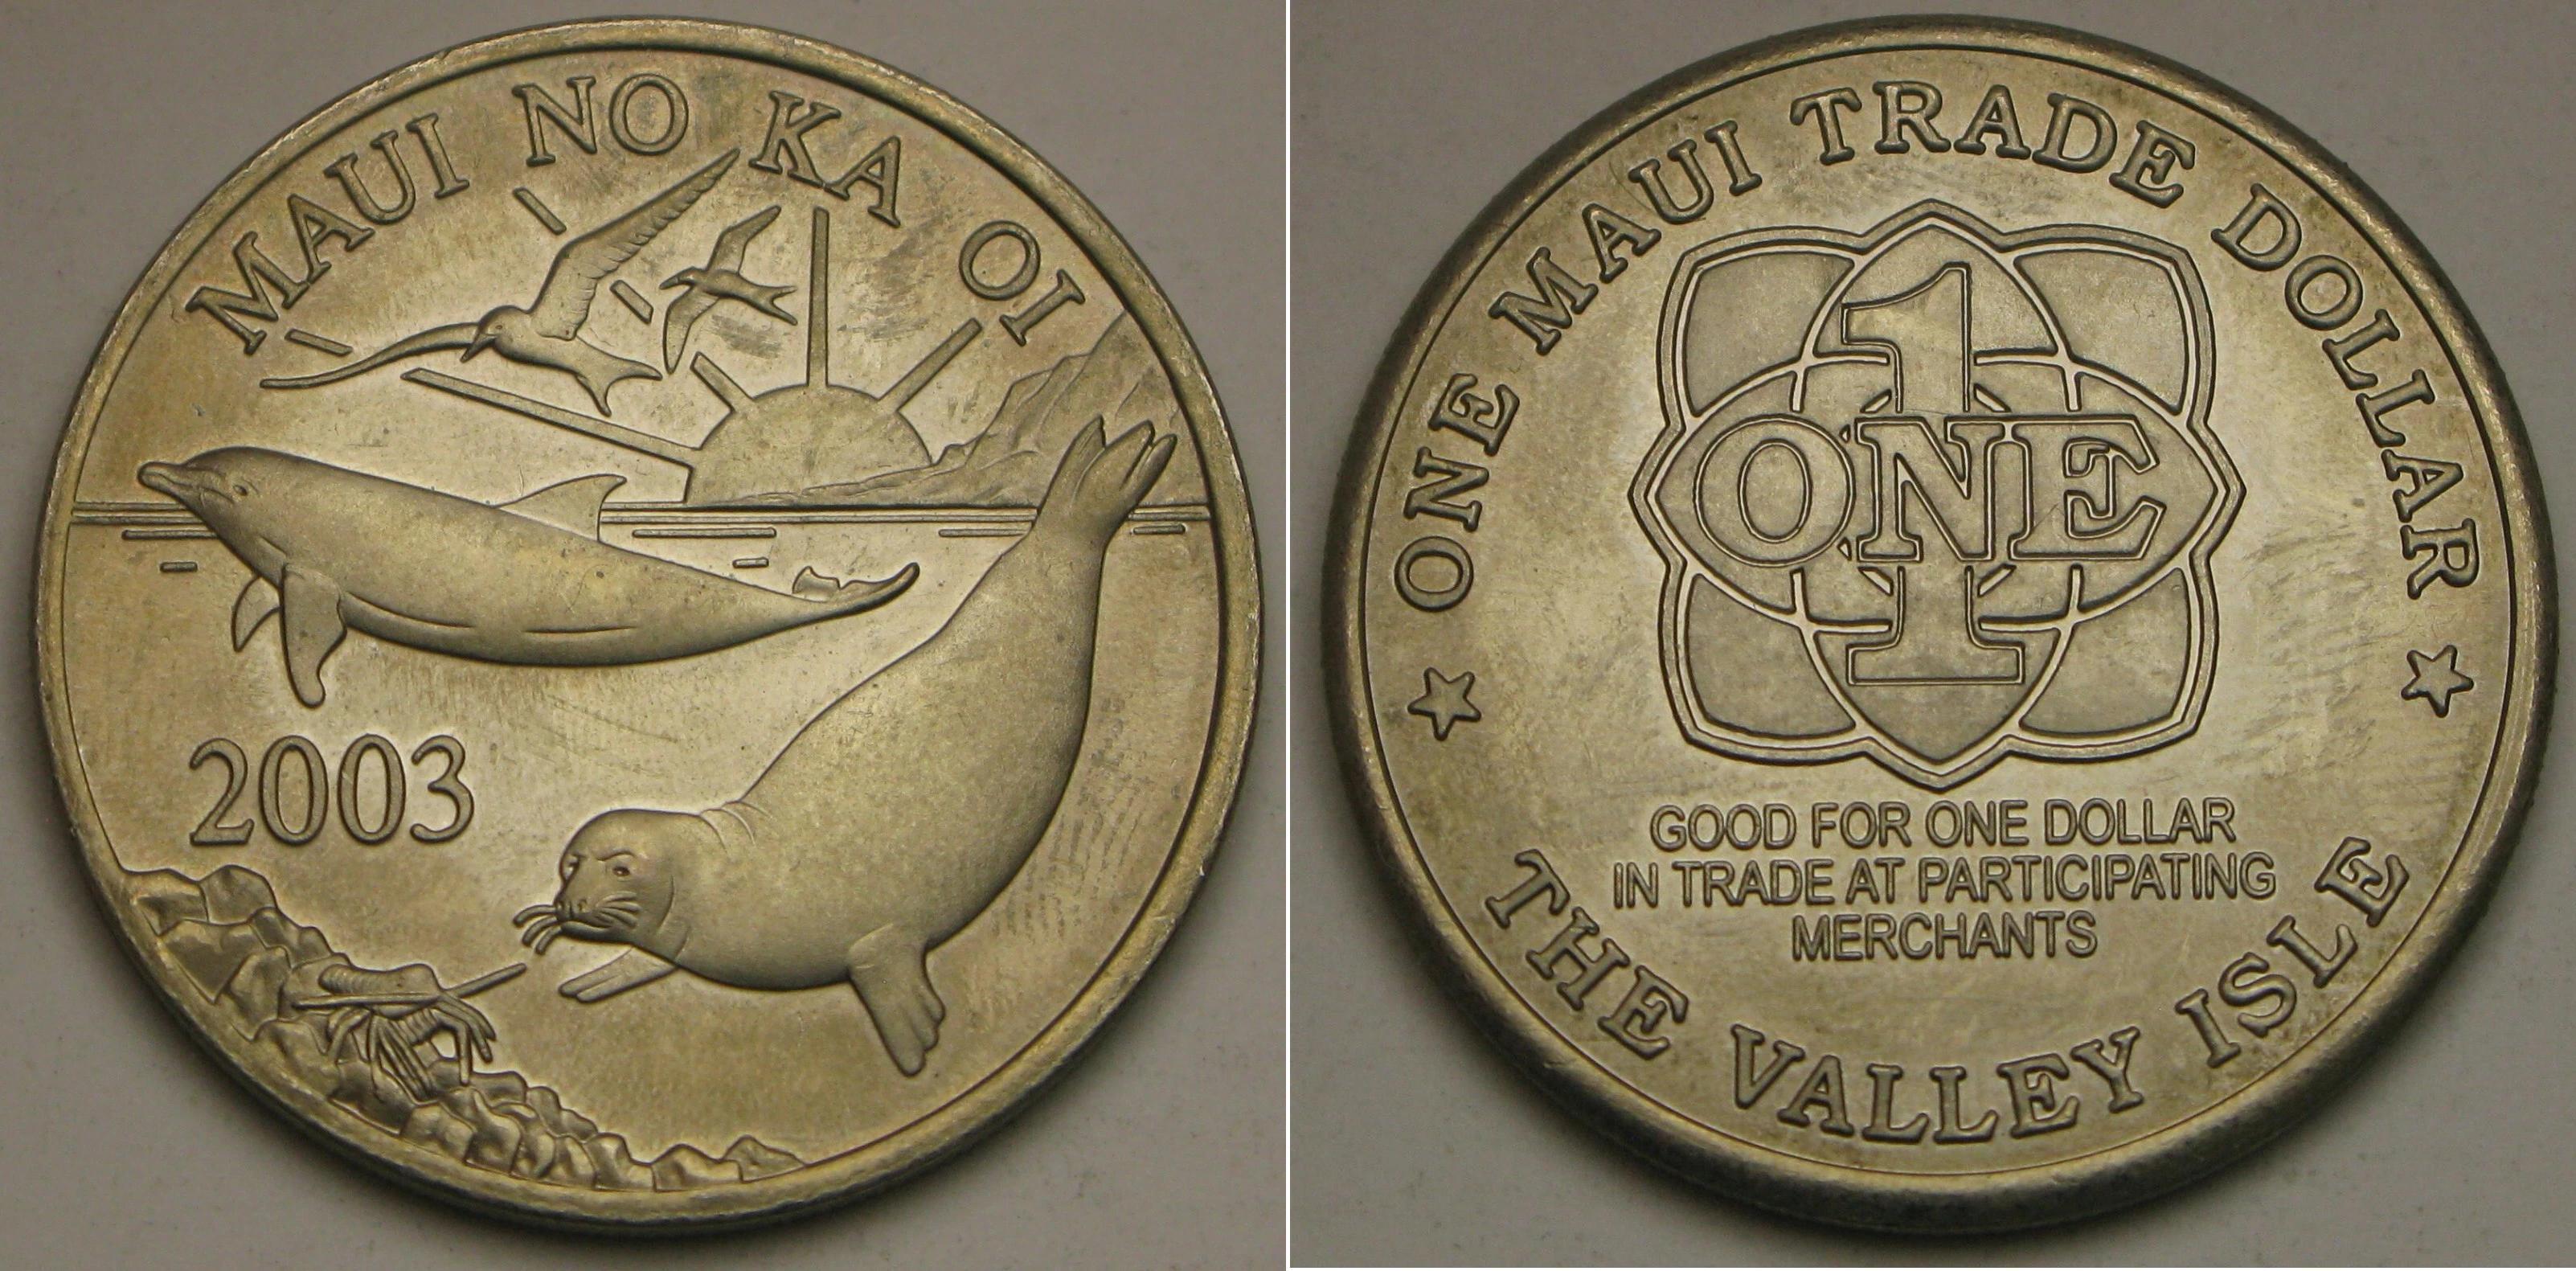 MAUI NO KA OI
2003
ONE MAUI TRADE DOLLAR
1
ONE
GOOD FOR ONE DOLLAR
IN TRADE AT PARTICIPATING
MERCHANTS
THE VALLEY ISLE